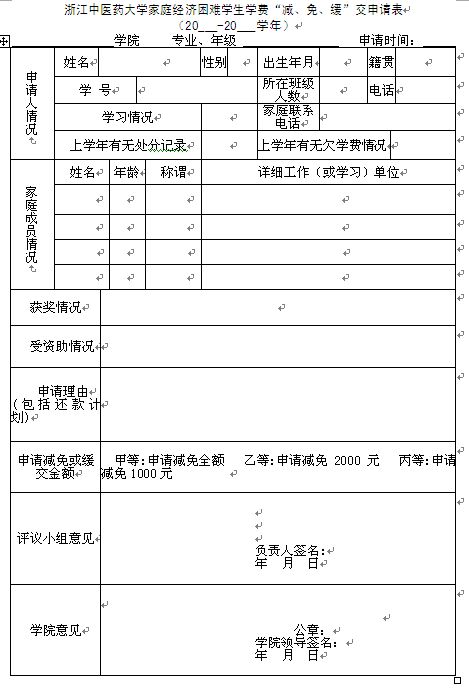 浙江中医药大学家庭经济困难学生学费“减、免、缓”交申请表
（20___-20___学年）
学院 专业、年级 申请时间：
申请人情况
姓名 性别 出生年月 籍贯
学 号 所在班级人数 电话
学习情况 家庭联系电话
上学年有无处分记录 上学年有无欠学费情况
家庭成员情况
姓名 年龄 称谓 详细工作（或学习）单位
获奖情况
受资助情况
申请理由
(包括还款计
划)
申请减免或缓
交金额
甲等:申请减免全额 乙等:申请减免 2000 元 丙等:申请
减免1000元
评议小组意见
负责人签名:
年 月 日
学院意见
公章:
学院领导签名:
年 月 日